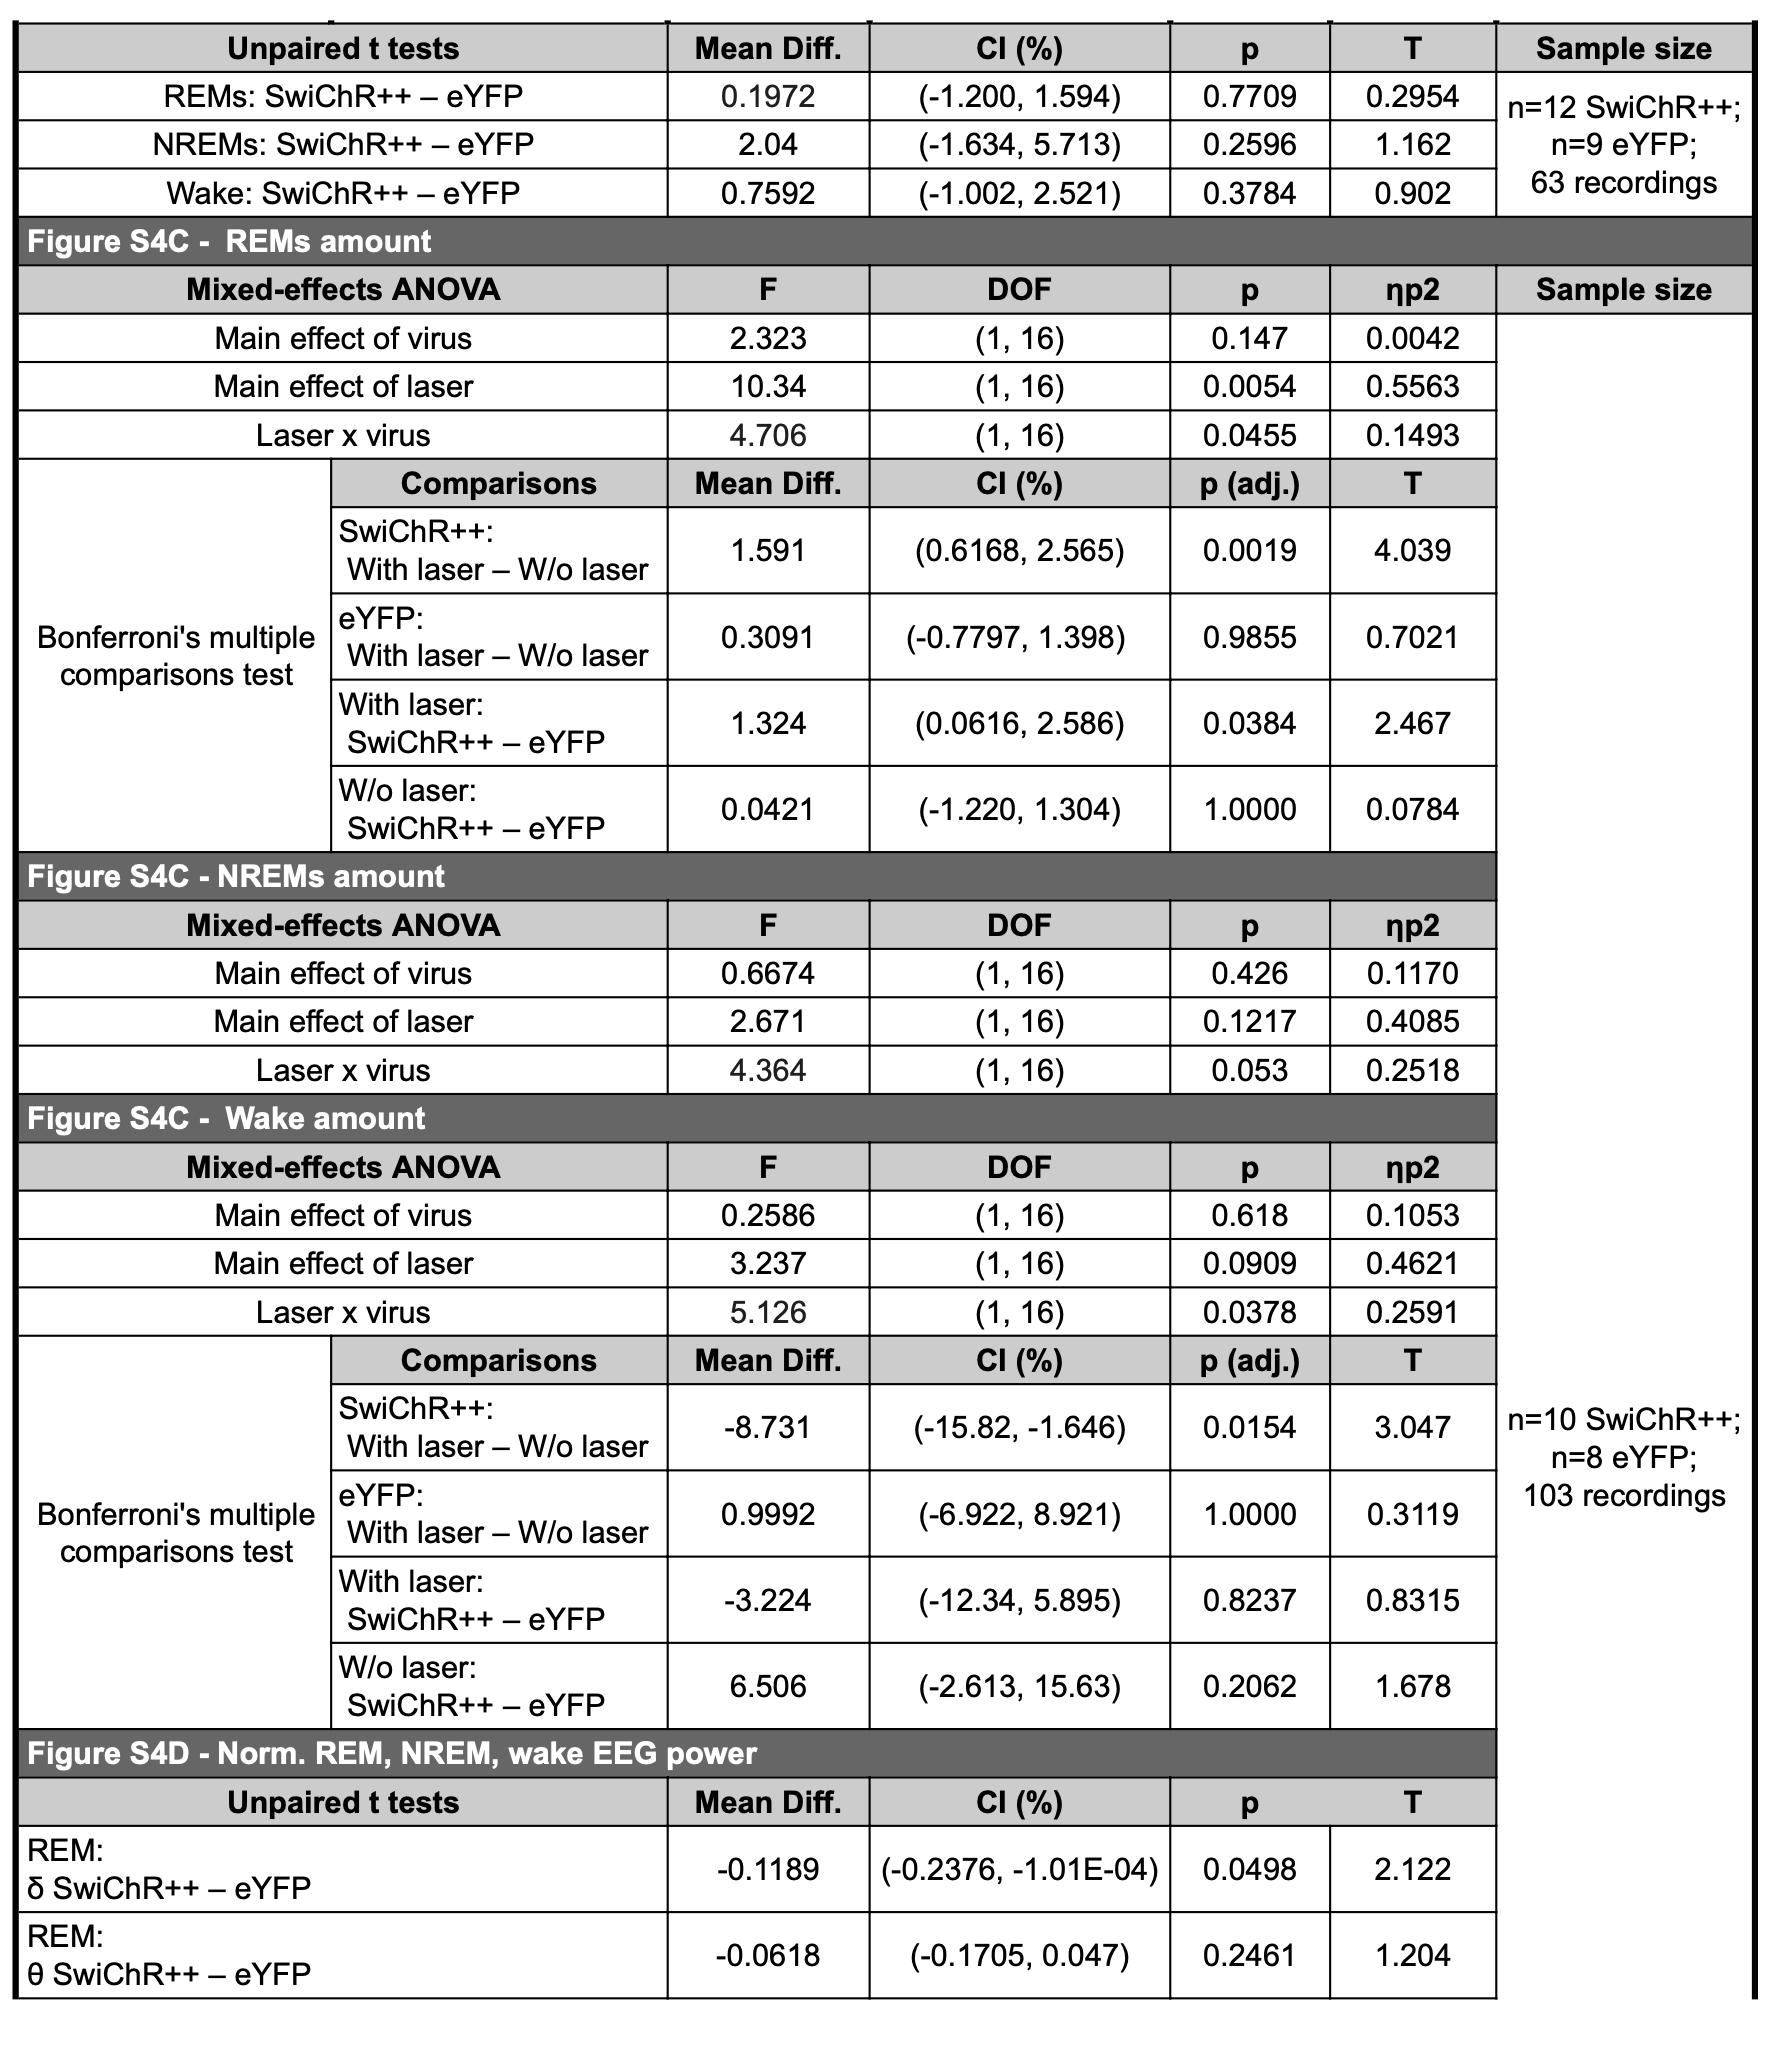 Unpaired t tests Mean Diff. CI (%) p T Sample size
REMs: SwiChR++ – eYFP 0.1972 (-1.200, 1.594) 0.7709 0.2954
NREMs: SwiChR++ – eYFP 2.04 (-1.634, 5.713) 0.2596 1.162
Wake: SwiChR++ – eYFP 0.7592 (-1.002, 2.521) 0.3784 0.902
n=12 SwiChR++;
n=9 eYFP;
63 recordings
Figure S4C - REMs amount
Mixed-effects ANOVA F DOF p ηp2 Sample size
Main effect of virus 2.323 (1, 16) 0.147 0.0042
Main effect of laser 10.34 (1, 16) 0.0054 0.5563
Laser x virus 4.706 (1, 16) 0.0455 0.1493
Bonferroni's multiple
comparisons test
Comparisons Mean Diff. CI (%) p (adj.) T
SwiChR++:
With laser – W/o laser 1.591 (0.6168, 2.565) 0.0019 4.039
eYFP:
With laser – W/o laser 0.3091 (-0.7797, 1.398) 0.9855 0.7021
With laser:
SwiChR++ – eYFP 1.324 (0.0616, 2.586) 0.0384 2.467
W/o laser:
SwiChR++ – eYFP 0.0421 (-1.220, 1.304) 1.0000 0.0784
Figure S4C - NREMs amount
Mixed-effects ANOVA F DOF p ηp2
Main effect of virus 0.6674 (1, 16) 0.426 0.1170
Main effect of laser 2.671 (1, 16) 0.1217 0.4085
Laser x virus 4.364 (1, 16) 0.053 0.2518
Figure S4C - Wake amount
Mixed-effects ANOVA F DOF p ηp2
Main effect of virus 0.2586 (1, 16) 0.618 0.1053
Main effect of laser 3.237 (1, 16) 0.0909 0.4621
Laser x virus 5.126 (1, 16) 0.0378 0.2591
Bonferroni's multiple
comparisons test
Comparisons Mean Diff. CI (%) p (adj.) T
SwiChR++:
With laser – W/o laser -8.731 (-15.82, -1.646) 0.0154 3.047
eYFP:
With laser – W/o laser 0.9992 (-6.922, 8.921) 1.0000 0.3119
With laser:
SwiChR++ – eYFP -3.224 (-12.34, 5.895) 0.8237 0.8315
W/o laser:
SwiChR++ – eYFP 6.506 (-2.613, 15.63) 0.2062 1.678
n=10 SwiChR++;
n=8 eYFP;
103 recordings
Figure S4D - Norm. REM, NREM, wake EEG power
Unpaired t tests Mean Diff. CI (%) p T
REM:
δ SwiChR++ – eYFP -0.1189 (-0.2376, -1.01E-04) 0.0498 2.122
REM:
θ SwiChR++ – eYFP -0.0618 (-0.1705, 0.047) 0.2461 1.204